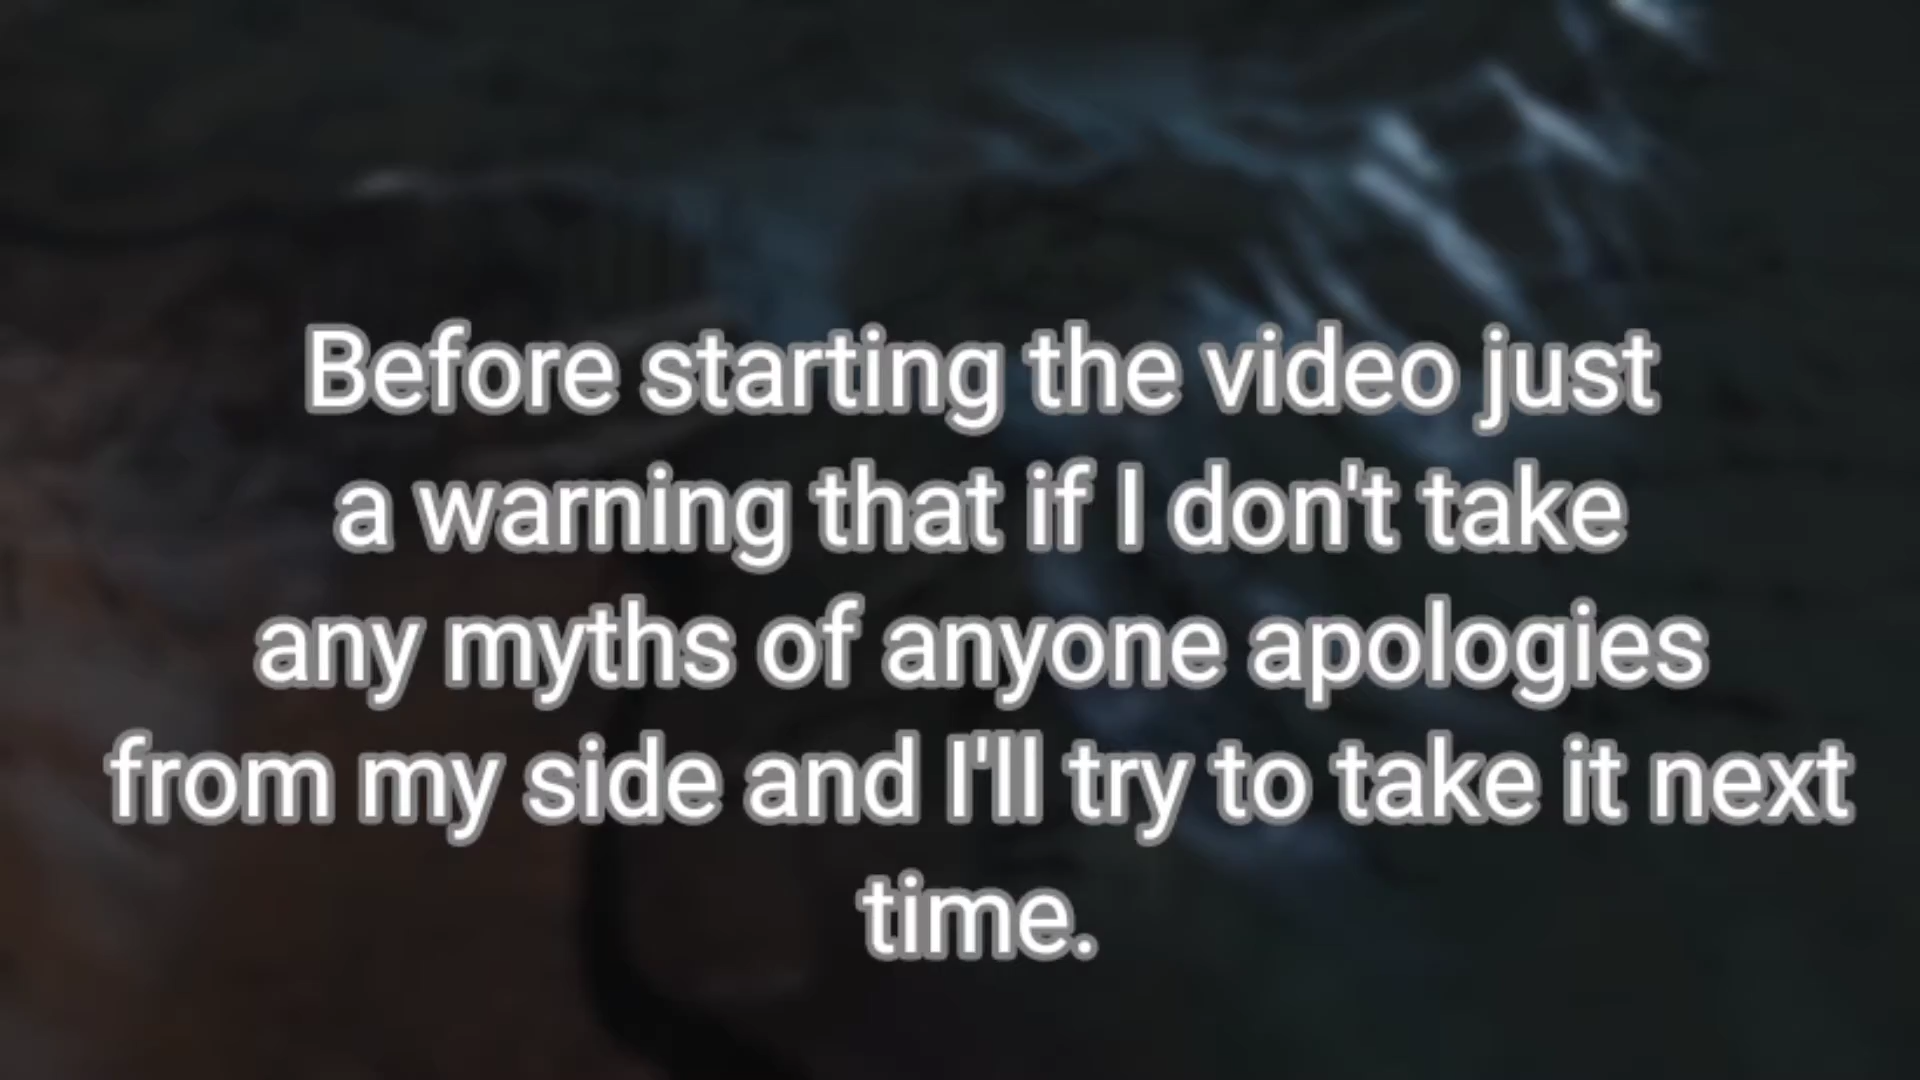 Before starting the video just
a warning that if I don't take
any myths of anyone apologies
from my side and I'll try to take it next
time.